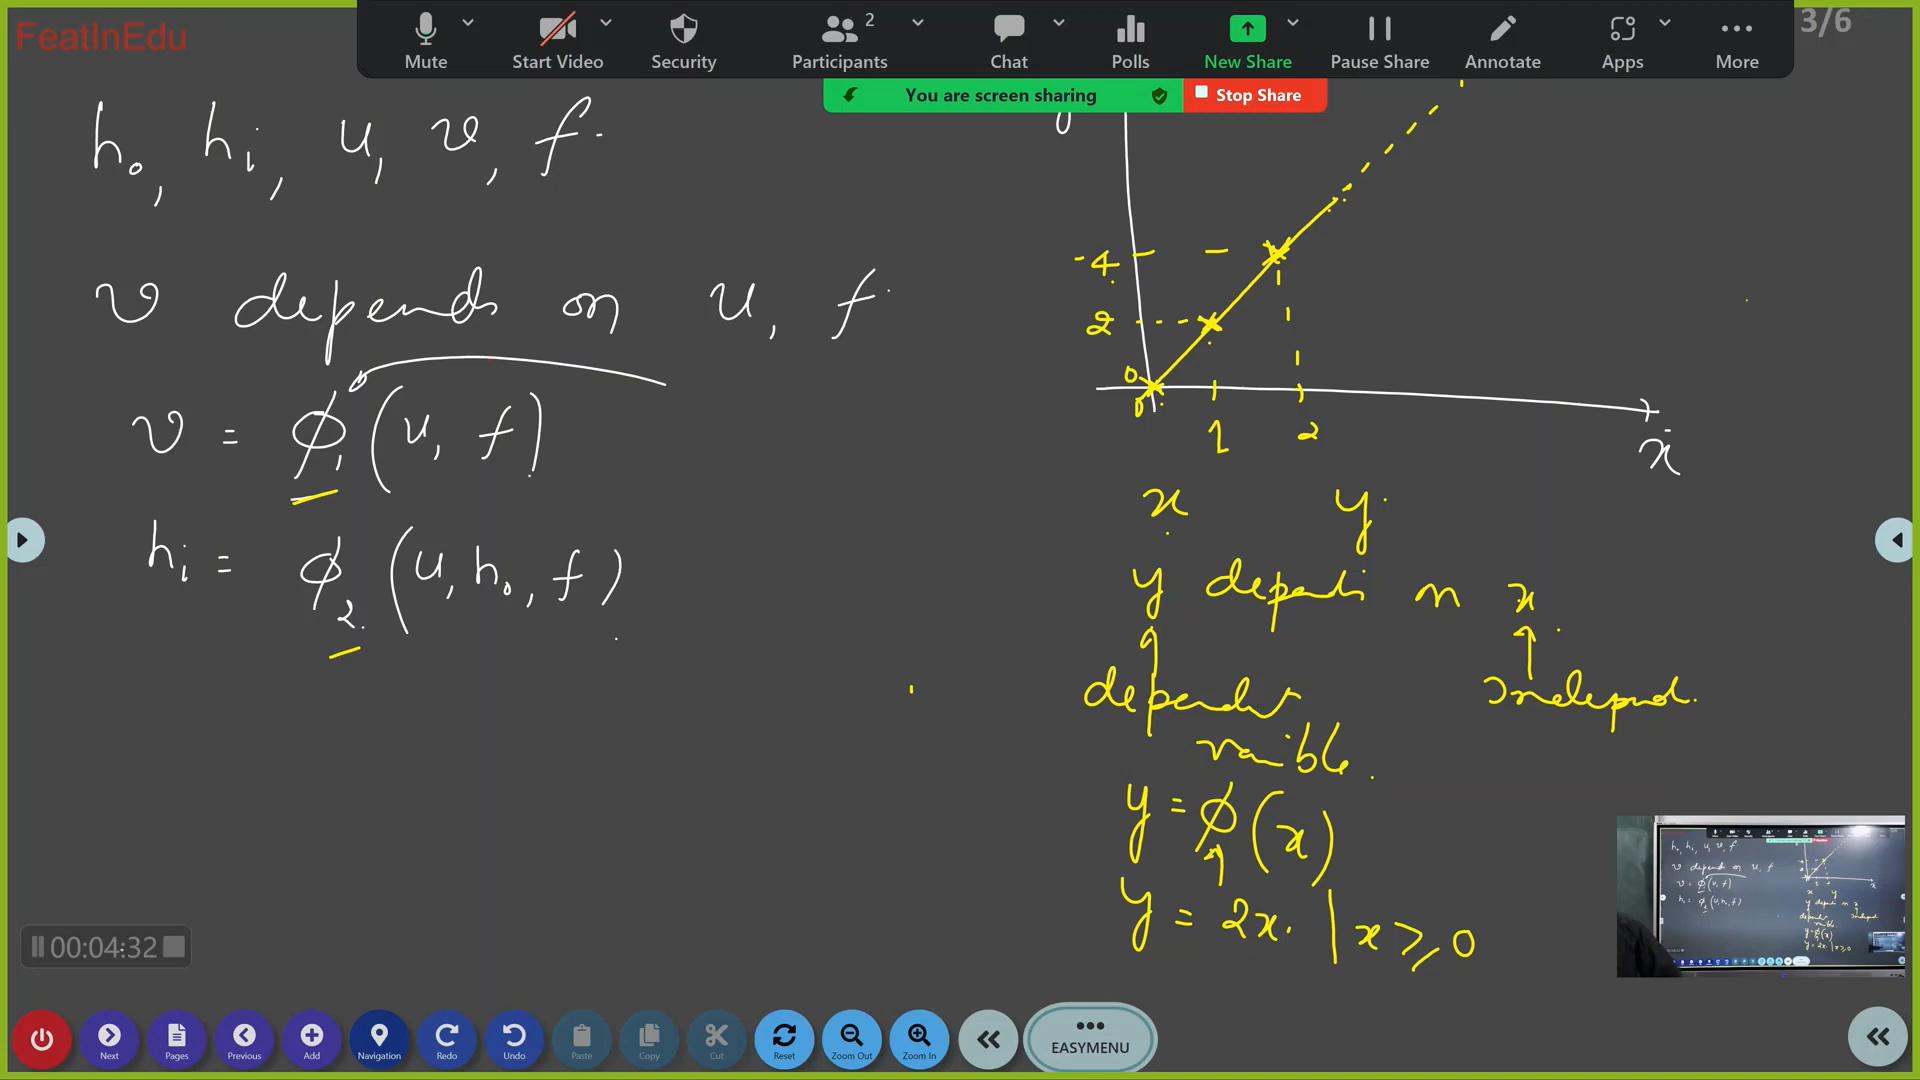 FeatInEdu
Mute
Start Video
Security
Participants 2
Chat
Polls
New Share
Pause Share
Annotate
Apps
More
3/6
You are screen sharing
Stop Share
h₀, hᵢ, u, v, f.
v depends on u, f.
v = ϕ₁ (u, f)
hᵢ = ϕ₂ (u, h₀, f)
4
2
0
0
1
2
x
x y
y depends on x
dependent
variable
y = ϕ (x)
y = 2x. | x ≥ 0
00:04:32
Next
Pages
Previous
Add
Navigation
Redo
Undo
Paste
Copy
Cut
Reset
Zoom Out
Zoom In
EASYMENU